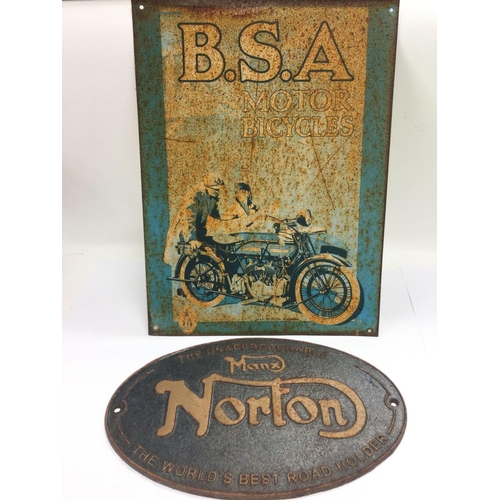 B.S.A
MOTOR
BICYCLES
THE UNAPPROACHABLE
Manx
Norton
THE WORLD'S BEST ROAD HOLDER